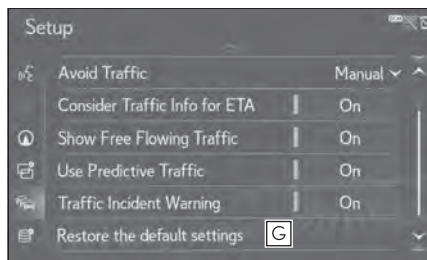 Setup
Avoid Traffic Manual
Consider Traffic Info for ETA On
Show Free Flowing Traffic On
Use Predictive Traffic On
Traffic Incident Warning On
Restore the default settings G